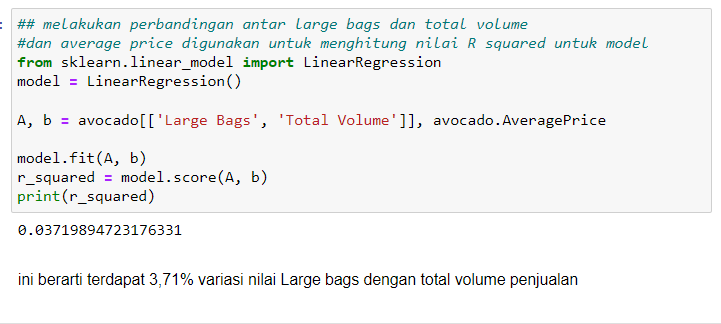 :
## melakukan perbandingan antar large bags dan total volume
#dan average price digunakan untuk menghitung nilai R squared untuk model
from sklearn.linear_model import LinearRegression
model = LinearRegression()
A, b = avocado[['Large Bags', 'Total Volume']], avocado.AveragePrice
model.fit(A, b)
r_squared = model.score(A, b)
print(r_squared)
0.03719894723176331
ini berarti terdapat 3,71% variasi nilai Large bags dengan total volume penjualan